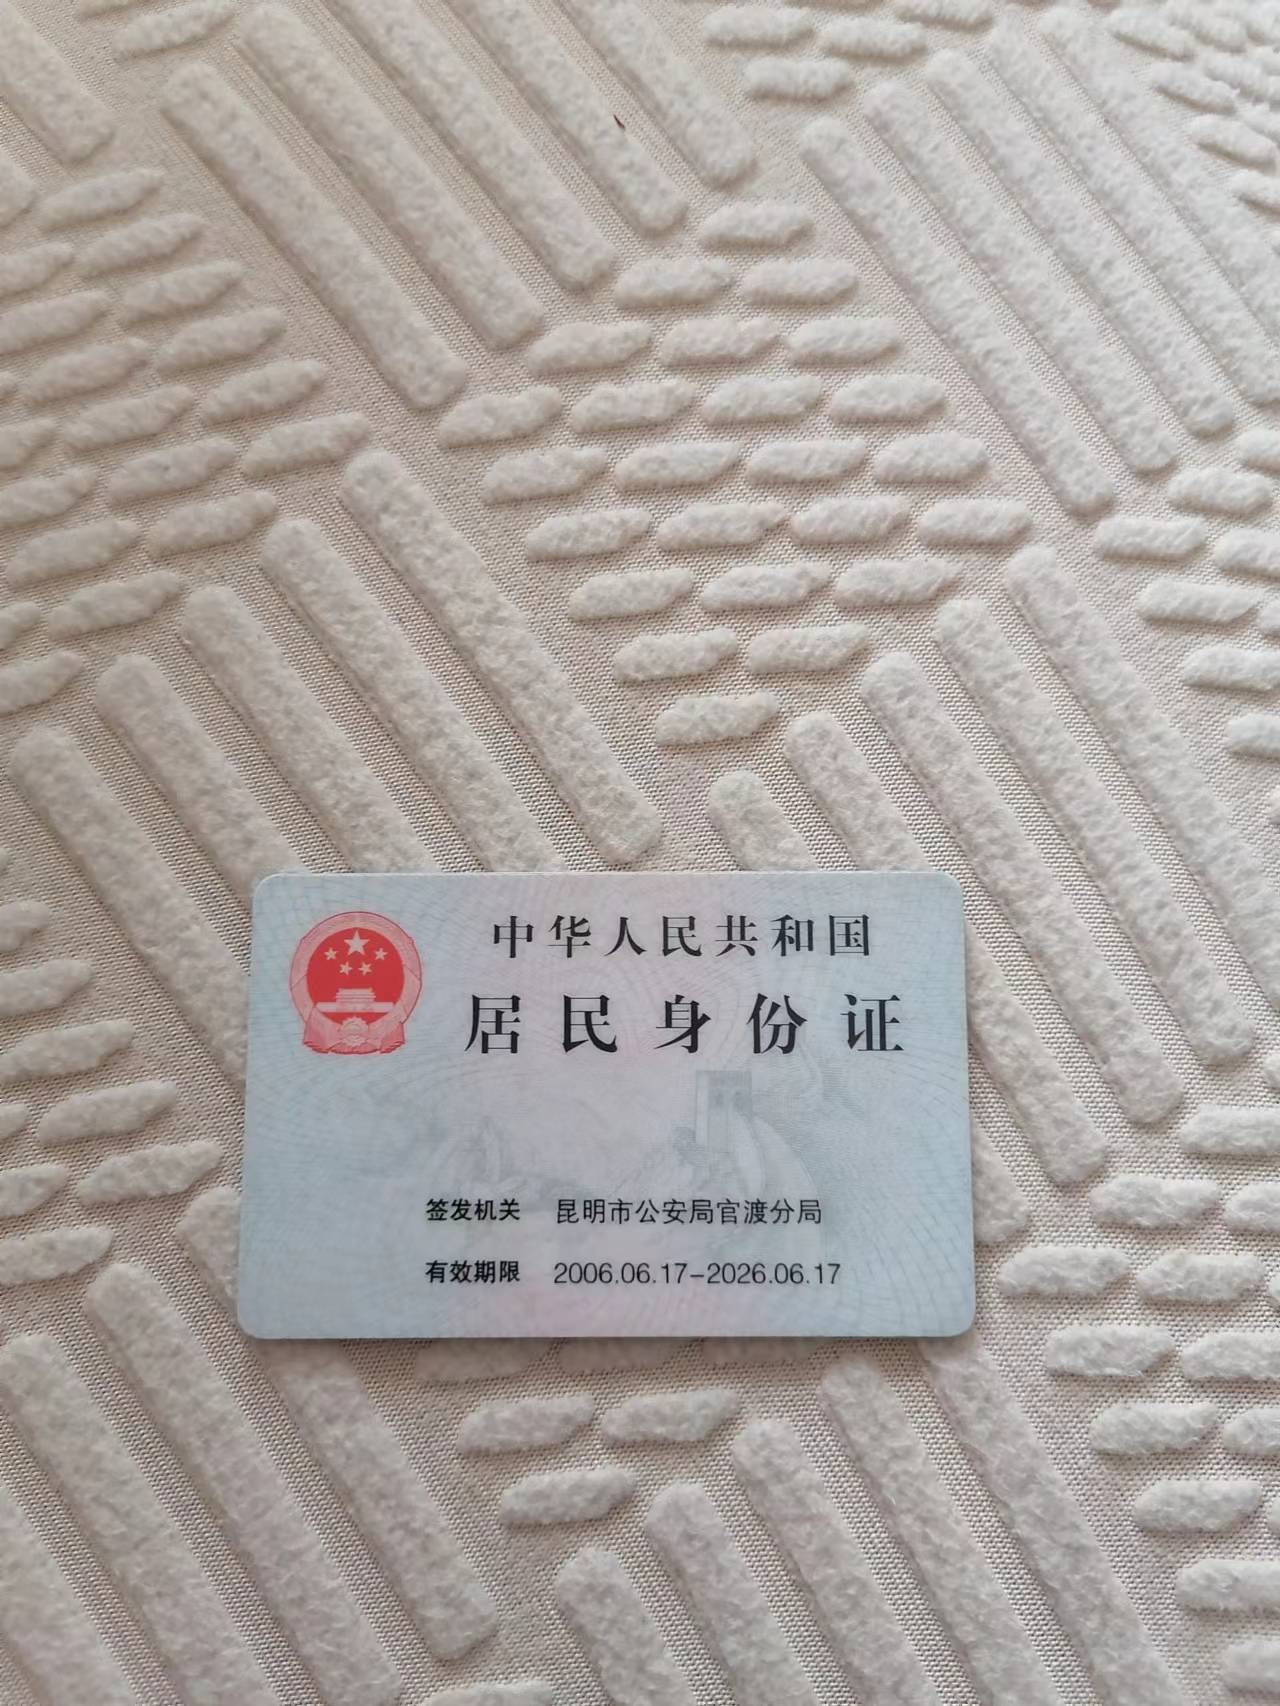 中华人民共和国
居民身份证
签发机关 昆明市公安局官渡分局
有效期限 2006.06.17-2026.06.17